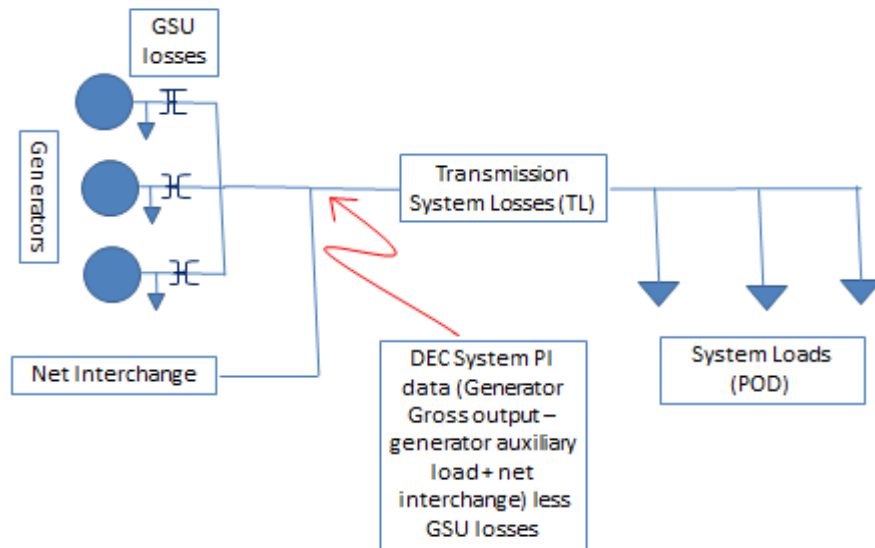 GSU
losses
Generators
Transmission
System Losses (TL)
Net Interchange
DEC System PI
data (Generator
Gross output –
generator auxiliary
load + net
interchange) less
GSU losses
System Loads
(POD)